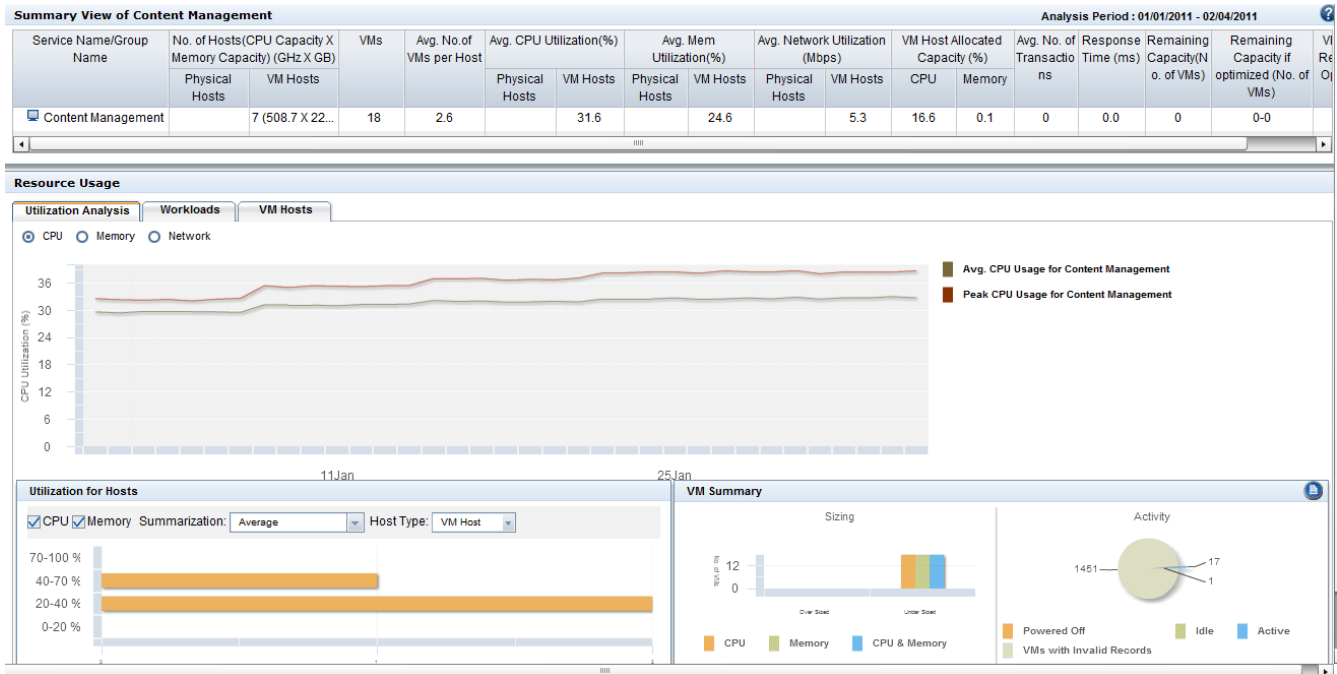 Summary View of Content Management
Analysis Period : 01/01/2011 - 02/04/2011
?
Service Name/Group Name
No. of Hosts(CPU Capacity X Memory Capacity) (GHz X GB)
VMs
Avg. No.of VMs per Host
Avg. CPU Utilization(%)
Avg. Mem Utilization(%)
Avg. Network Utilization (Mbps)
VM Host Allocated Capacity (%)
Avg. No. of Transactio ns
Response Time (ms)
Remaining Capacity(N o. of VMs)
Remaining Capacity if optimized (No. of VMs)
Physical Hosts
VM Hosts
Physical Hosts
VM Hosts
Physical Hosts
VM Hosts
Physical Hosts
VM Hosts
CPU
Memory
Content Management 7 (508.7 X 22... 18 2.6 31.6 24.6 5.3 16.6 0.1 0 0.0 0 0-0
Resource Usage
Utilization Analysis Workloads VM Hosts
CPU Memory Network
36
30
24
18
12
6
0
CPU Utilization (%)
11Jan 25Jan
Avg. CPU Usage for Content Management
Peak CPU Usage for Content Management
Utilization for Hosts
CPU Memory Summarization: Average Host Type: VM Host
70-100 %
40-70 %
20-40 %
0-20 %
VM Summary
Sizing
No. of VMs
12
0
Over Sized Under Sized
CPU Memory CPU & Memory
Activity
1451
17
1
Powered Off Idle Active
VMs with Invalid Records